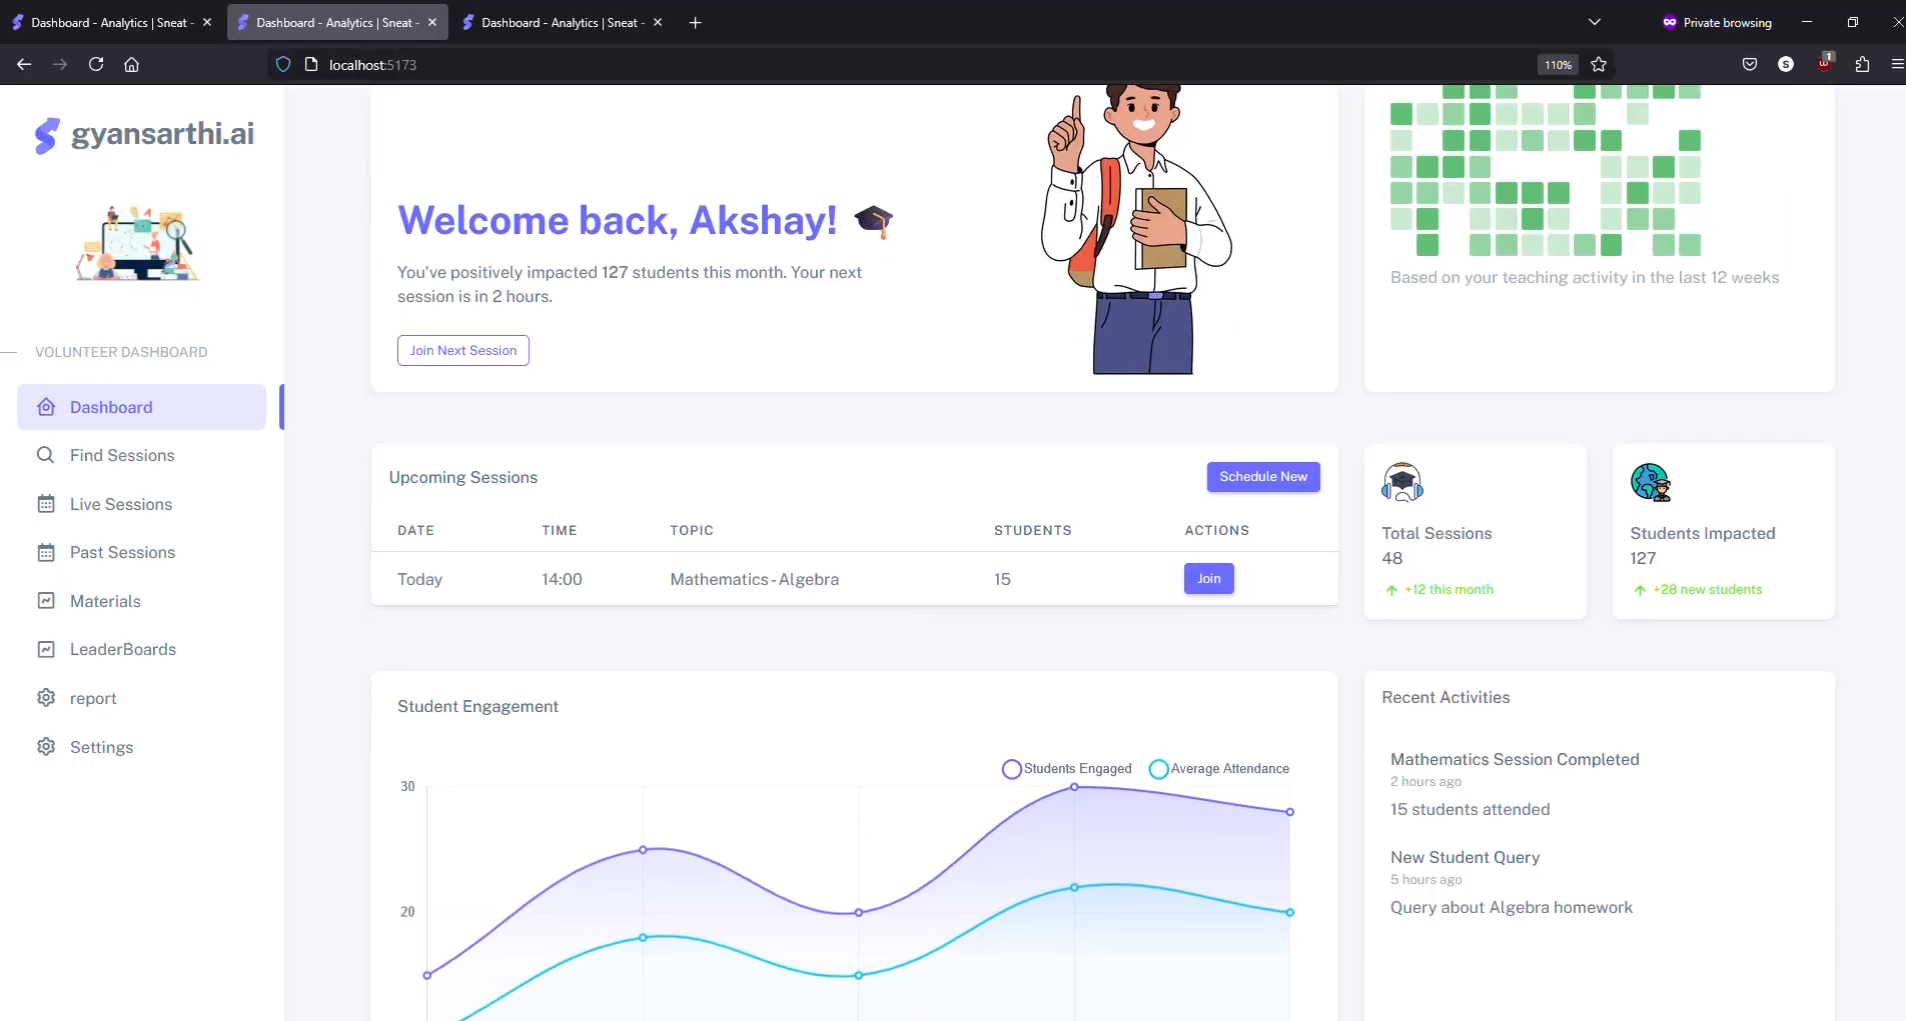 Dashboard - Analytics | Sneat -
Dashboard - Analytics | Sneat -
Dashboard - Analytics | Sneat -
Private browsing
localhost:5173
110%
S
1
gyansarthi.ai
VOLUNTEER DASHBOARD
Dashboard
Find Sessions
Live Sessions
Past Sessions
Materials
LeaderBoards
report
Settings
Welcome back, Akshay!
You've positively impacted 127 students this month. Your next
session is in 2 hours.
Join Next Session
Based on your teaching activity in the last 12 weeks
Upcoming Sessions
Schedule New
DATE TIME TOPIC STUDENTS ACTIONS
Today 14:00 Mathematics - Algebra 15 Join
Total Sessions
48
+12 this month
Students Impacted
127
+28 new students
Student Engagement
Students Engaged Average Attendance
30
20
Recent Activities
Mathematics Session Completed
2 hours ago
15 students attended
New Student Query
5 hours ago
Query about Algebra homework